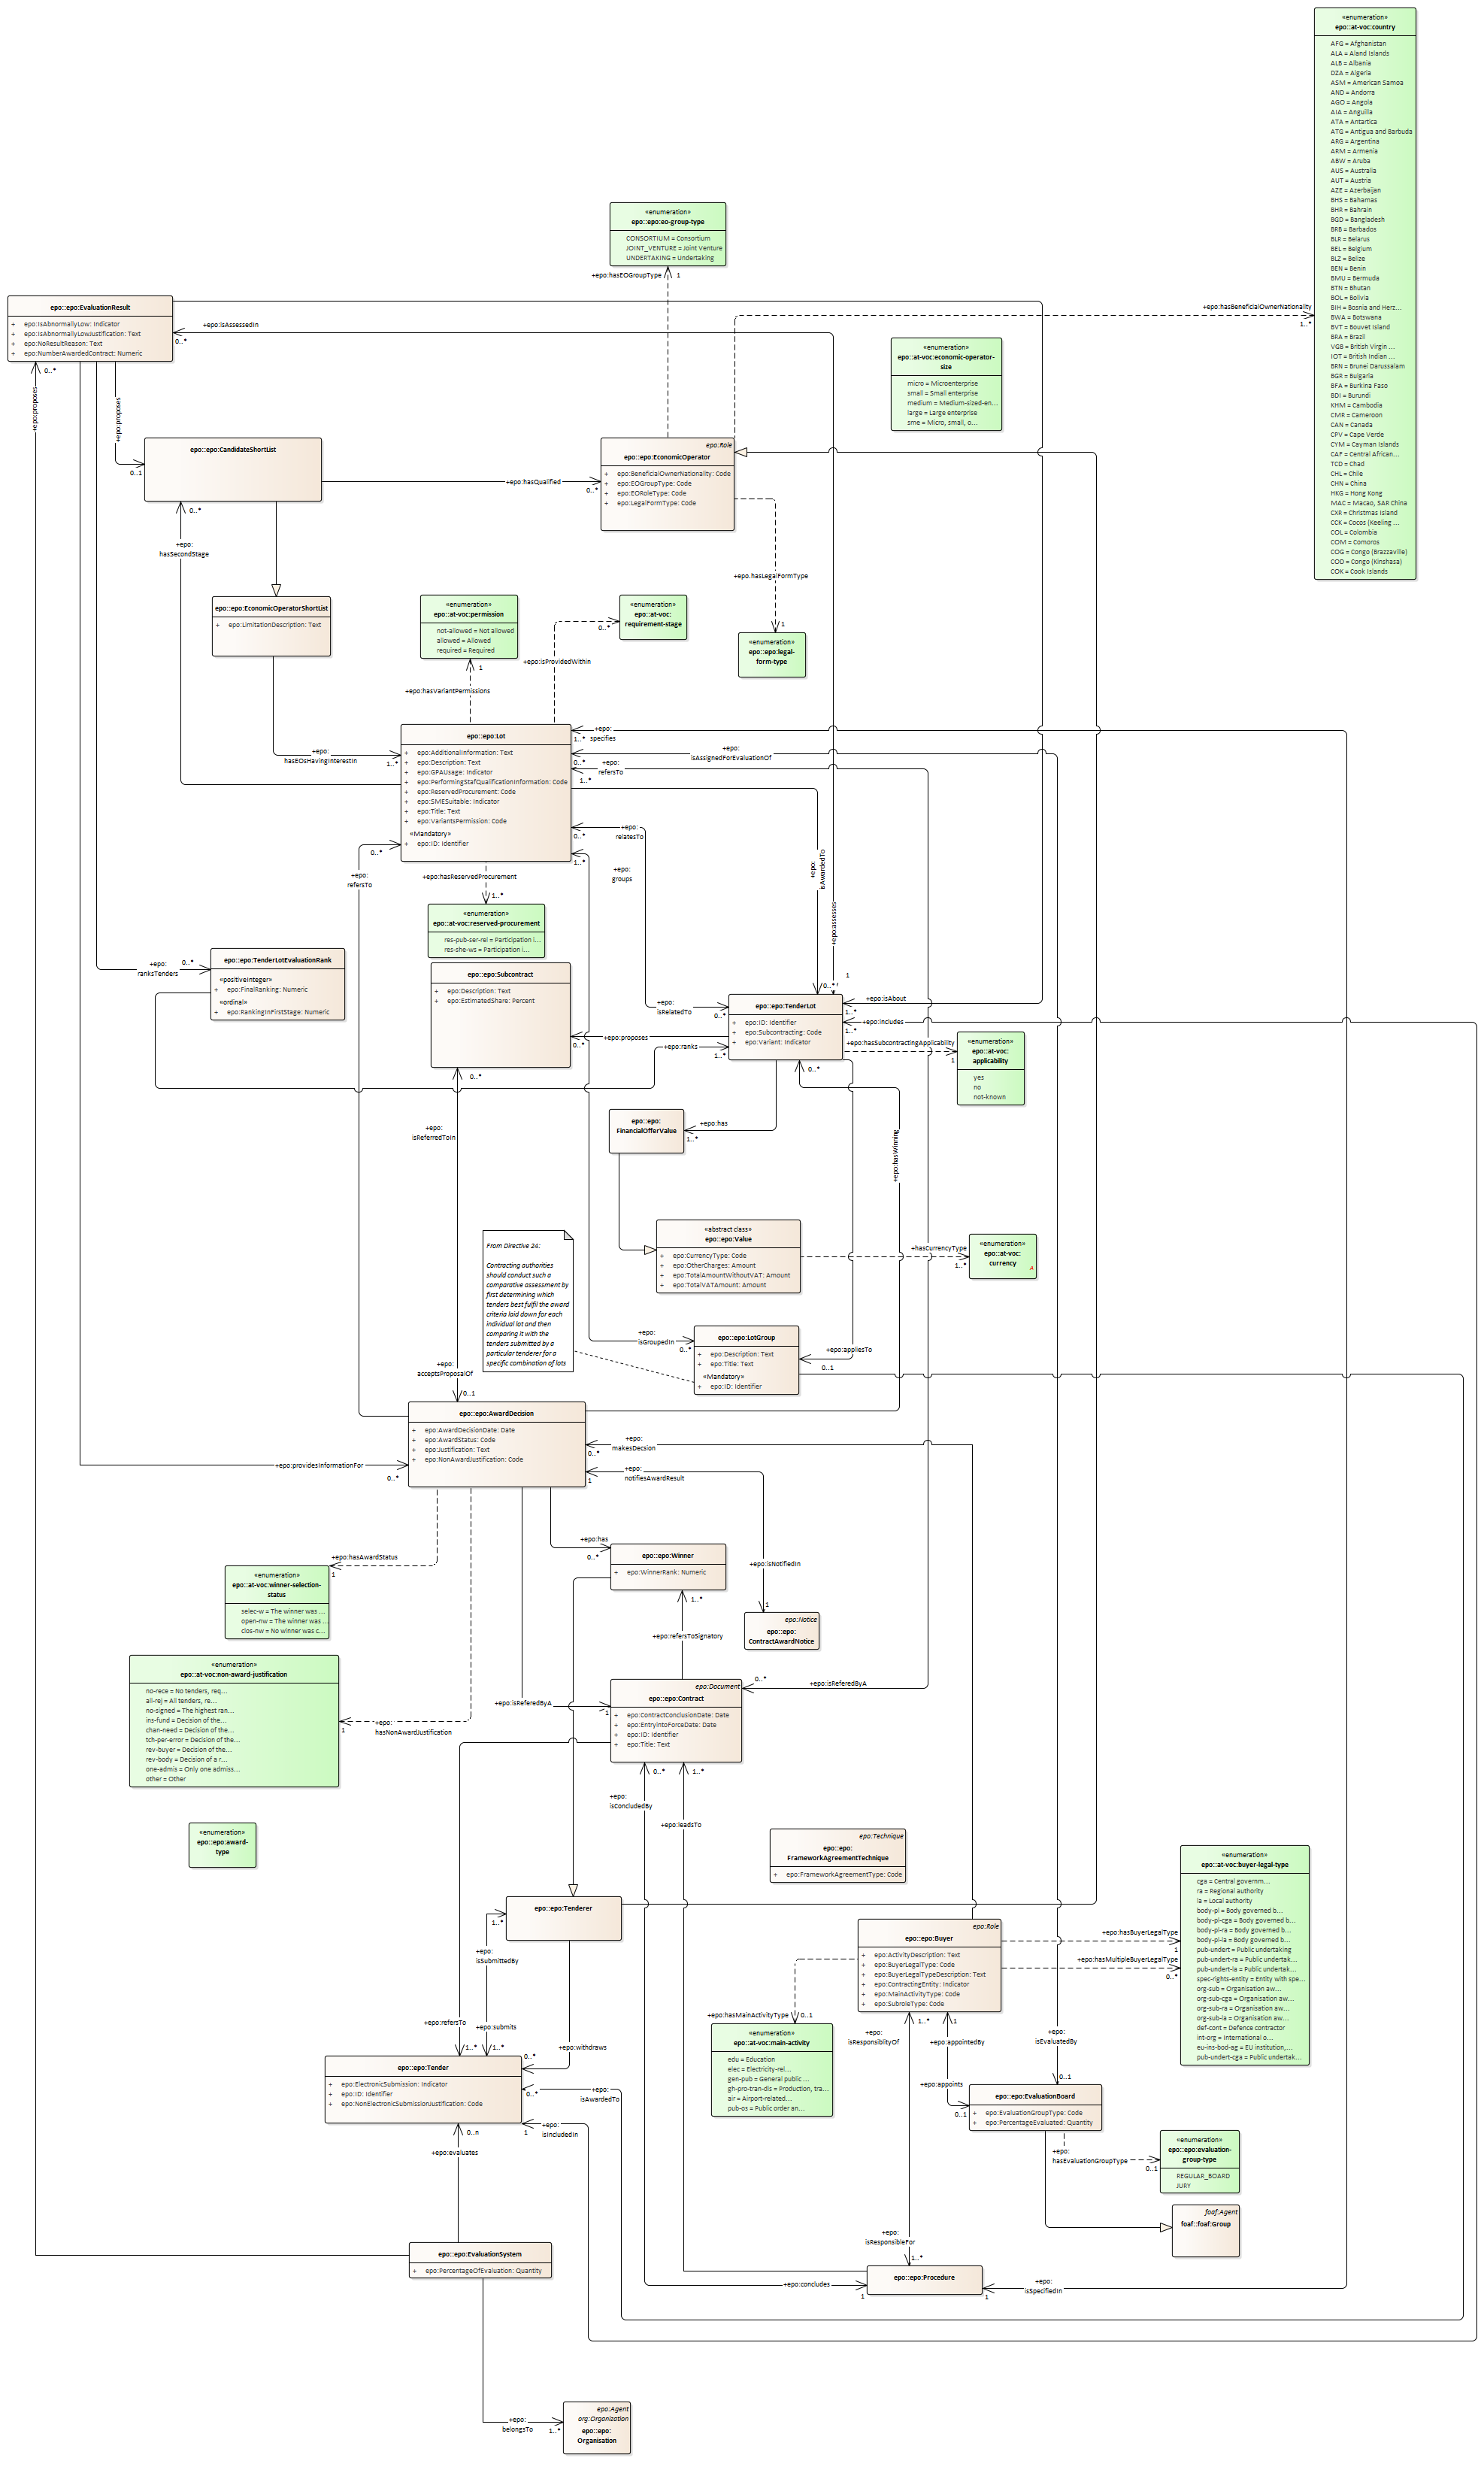 «enumeration»
epo::at-voc:country
AFG = Afghanistan
ALA = Aland Islands
ALB = Albania
DZA = Algeria
ASM = American Samoa
AND = Andorra
AGO = Angola
AIA = Anguilla
ATA = Antartica
ATG = Antigua and Barbuda
ARG = Argentina
ARM = Armenia
ABW = Aruba
AUS = Australia
AUT = Austria
AZE = Azerbaijan
BHS = Bahamas
BHR = Bahrain
BGD = Bangladesh
BRB = Barbados
BLR = Belarus
BEL = Belgium
BLZ = Belize
BEN = Benin
BMU = Bermuda
BTN = Bhutan
BOL = Bolivia
BIH = Bosnia and Herz...
BWA = Botswana
BVT = Bouvet Island
BRA = Brazil
VGB = British Virgin ...
IOT = British Indian ...
BRN = Brunei Darussalam
BGR = Bulgaria
BFA = Burkina Faso
BDI = Burundi
KHM = Cambodia
CMR = Cameroon
CAN = Canada
CPV = Cape Verde
CYM = Cayman Islands
CAF = Central African...
TCD = Chad
CHL = Chile
CHN = China
HKG = Hong Kong
MAC = Macao, SAR China
CXR = Christmas Island
CCK = Cocos (Keeling ...
COL = Colombia
COM = Comoros
COG = Congo (Brazzaville)
COD = Congo (Kinshasa)
COK = Cook Islands
«enumeration»
epo::epo:eo-group-type
CONSORTIUM = Consortium
JOINT_VENTURE = Joint Venture
UNDERTAKING = Undertaking
+epo:hasEOGroupType 1
+epo:hasBeneficialOwnerNationality
1..*
epo::epo:EvaluationResult
+ epo:IsAbnormallyLow: Indicator
+ epo:IsAbnormallyLowJustification: Text
+ epo:NoResultReason: Text
+ epo:NumberAwardedContract: Numeric
+epo:isAssessedIn
0..*
0..*
+epo:proposes
+epo:proposes
0..1
«enumeration»
epo::at-voc:economic-operator-
size
micro = Microenterprise
small = Small enterprise
medium = Medium-sized-en...
large = Large enterprise
sme = Micro, small, o...
epo::epo:CandidateShortList
+epo:hasQualified
0..*
epo:Role
epo::epo:EconomicOperator
+ epo:BeneficialOwnerNationality: Code
+ epo:EOGroupType: Code
+ epo:EORoleType: Code
+ epo:LegalFormType: Code
0..*
+epo:
hasSecondStage
+epo.hasLegalFormType
1
epo::epo:EconomicOperatorShortList
+ epo:LimitationDescription: Text
«enumeration»
epo::at-voc:permission
not-allowed = Not allowed
allowed = Allowed
required = Required
1
+epo:hasVariantPermissions
«enumeration»
epo::at-voc:
requirement-stage
0..*
+epo:isProvidedWithin
«enumeration»
epo::epo:legal-
form-type
+epo:
hasEOsHavingInterestIn
1..*
epo::epo:Lot
+ epo:AdditionalInformation: Text
+ epo:Description: Text
+ epo:GPAUsage: Indicator
+ epo:PerformingStafQualificationInformation: Code
+ epo:ReservedProcurement: Code
+ epo:SMESuitable: Indicator
+ epo:Title: Text
+ epo:VariantsPermission: Code
«Mandatory»
+ epo:ID: Identifier
+epo:
specifies
1..*
+epo:
isAssignedForEvaluationOf
0..*
+epo:
refersTo
1..*
+epo:
relatesTo
0..*
1..*
+epo:
groups
0..*
+epo:
refersTo
+epo:hasReservedProcurement
1..*
+epo:
isAwardedTo
+epo:assesses
1
0..*
«enumeration»
epo::at-voc:reserved-procurement
res-pub-ser-rel = Participation i...
res-she-ws = Participation i...
epo::epo:TenderLotEvaluationRank
«positiveInteger»
+ epo:FinalRanking: Numeric
«ordinal»
+ epo:RankingInFirstStage: Numeric
+epo:
ranksTenders
0..*
epo::epo:Subcontract
+ epo:Description: Text
+ epo:EstimatedShare: Percent
+epo:
isRelatedTo
0..*
epo::epo:TenderLot
+ epo:ID: Identifier
+ epo:Subcontracting: Code
+ epo:Variant: Indicator
+epo:isAbout
1..*
+epo:includes
1..*
+epo:proposes
0..*
+epo:ranks
1..*
+epo:hasSubcontractingApplicability
1
«enumeration»
epo::at-voc:
applicability
yes
no
not-known
0..*
0..*
epo::epo:
FinancialOfferValue
+epo:has
1..*
+epo:
isReferredToIn
+epo:hasWinning
From Directive 24:
Contracting authorities
should conduct such a
comparative assessment by
first determining which
tenders best fulfil the award
criteria laid down for each
individual lot and then
comparing it with the
tenders submitted by a
particular tenderer for a
specific combination of lots
«abstract class»
epo::epo:Value
+ epo:CurrencyType: Code
+ epo:OtherCharges: Amount
+ epo:TotalAmountWithoutVAT: Amount
+ epo:TotalVATAmount: Amount
+hasCurrencyType
1..*
«enumeration»
epo::at-voc:
currency
+epo:
isGroupedIn
0..*
epo::epo:LotGroup
+ epo:Description: Text
+ epo:Title: Text
«Mandatory»
+ epo:ID: Identifier
+epo:appliesTo
0..1
+epo:
acceptsProposalOf
0..1
epo::epo:AwardDecision
+ epo:AwardDecisionDate: Date
+ epo:AwardStatus: Code
+ epo:Justification: Text
+ epo:NonAwardJustification: Code
+epo:
makesDecsion
0..*
+epo:
notifiesAwardResult
1
+epo:providesInformationFor
0..*
+epo:has
0..*
epo::epo:Winner
+ epo:WinnerRank: Numeric
+epo:isNotifiedIn
1
+epo:hasAwardStatus
1
«enumeration»
epo::at-voc:winner-selection-
status
selec-w = The winner was ...
open-nw = The winner was ...
clos-nw = No winner was c...
1..*
+epo:refersToSignatory
epo:Notice
epo::epo:
ContractAwardNotice
«enumeration»
epo::at-voc:non-award-justification
no-rece = No tenders, req...
all-rej = All tenders, re...
no-signed = The highest ran...
ins-fund = Decision of the...
chan-need = Decision of the...
tch-per-error = Decision of the...
rev-buyer = Decision of the...
rev-body = Decision of a r...
one-admis = Only one admiss...
other = Other
+epo:
hasNonAwardJustification
1
+epo:isReferedByA
1
epo:Document
epo::epo:Contract
+ epo:ContractConclusionDate: Date
+ epo:EntryintoForceDate: Date
+ epo:ID: Identifier
+ epo:Title: Text
0..*
+epo:isReferedByA
0..*
1..*
+epo:
isConcludedBy
+epo:leadsTo
«enumeration»
epo::epo:award-
type
epo:Technique
epo::epo:
FrameworkAgreementTechnique
+ epo:FrameworkAgreementType: Code
«enumeration»
epo::at-voc:buyer-legal-type
cga = Central governm...
ra = Regional authority
la = Local authority
body-pl = Body governed b...
body-pl-cga = Body governed b...
body-pl-ra = Body governed b...
body-pl-la = Body governed b...
pub-undert = Public undertaking
pub-undert-ra = Public undertak...
pub-undert-la = Public undertak...
spec-rights-entity = Entity with spe...
org-sub = Organisation aw...
org-sub-cga = Organisation aw...
org-sub-ra = Organisation aw...
org-sub-la = Organisation aw...
def-cont = Defence contractor
int-org = International o...
eu-ins-bod-ag = EU institution,...
pub-undert-cga = Public undertak...
epo::epo:Tenderer
1..*
+epo:
isSubmittedBy
epo:Role
epo::epo:Buyer
+ epo:ActivityDescription: Text
+ epo:BuyerLegalType: Code
+ epo:BuyerLegalTypeDescription: Text
+ epo:ContractingEntity: Indicator
+ epo:MainActivityType: Code
+ epo:SubroleType: Code
+epo:hasBuyerLegalType
1
+epo:hasMultipleBuyerLegalType
0..*
+epo:hasMainActivityType 0..1
1..*
1
+epo:
isResponsiblityOf
+epo:appointedBy
+epo:
isEvaluatedBy
0..1
+epo:refersTo
+epo:submits
1..*
1..*
+epo:withdraws
0..*
«enumeration»
epo::at-voc:main-activity
edu = Education
elec = Electricity-rel...
gen-pub = General public ...
gh-pro-tran-dis = Production, tra...
air = Airport-related...
pub-os = Public order an...
epo::epo:Tender
+ epo:ElectronicSubmission: Indicator
+ epo:ID: Identifier
+ epo:NonElectronicSubmissionJustification: Code
0..*
+epo:
isAwardedTo
1
+epo:
isIncludedIn
+epo:appoints
0..1
epo::epo:EvaluationBoard
+ epo:EvaluationGroupType: Code
+ epo:PercentageEvaluated: Quantity
0..n
+epo:evaluates
+epo:
hasEvaluationGroupType
0..1
«enumeration»
epo::epo:evaluation-
group-type
REGULAR_BOARD
JURY
foaf:Agent
foaf::foaf:Group
+epo:
isResponsibleFor
1..*
epo::epo:EvaluationSystem
+ epo:PercentageOfEvaluation: Quantity
epo::epo:Procedure
+epo:concludes
1
1
+epo:
isSpecifiedIn
epo:Agent
org:Organization
epo::epo:
Organisation
+epo:
belongsTo
1..*